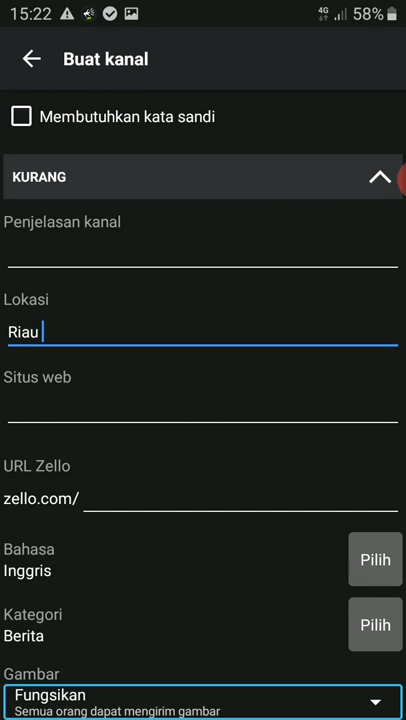 15:22 4G 58%
Buat kanal
Membutuhkan kata sandi
KURANG
Penjelasan kanal
Lokasi
Riau
Situs web
URL Zello
zello.com/
Bahasa
Inggris
Pilih
Kategori
Berita
Pilih
Gambar
Fungsikan
Semua orang dapat mengirim gambar